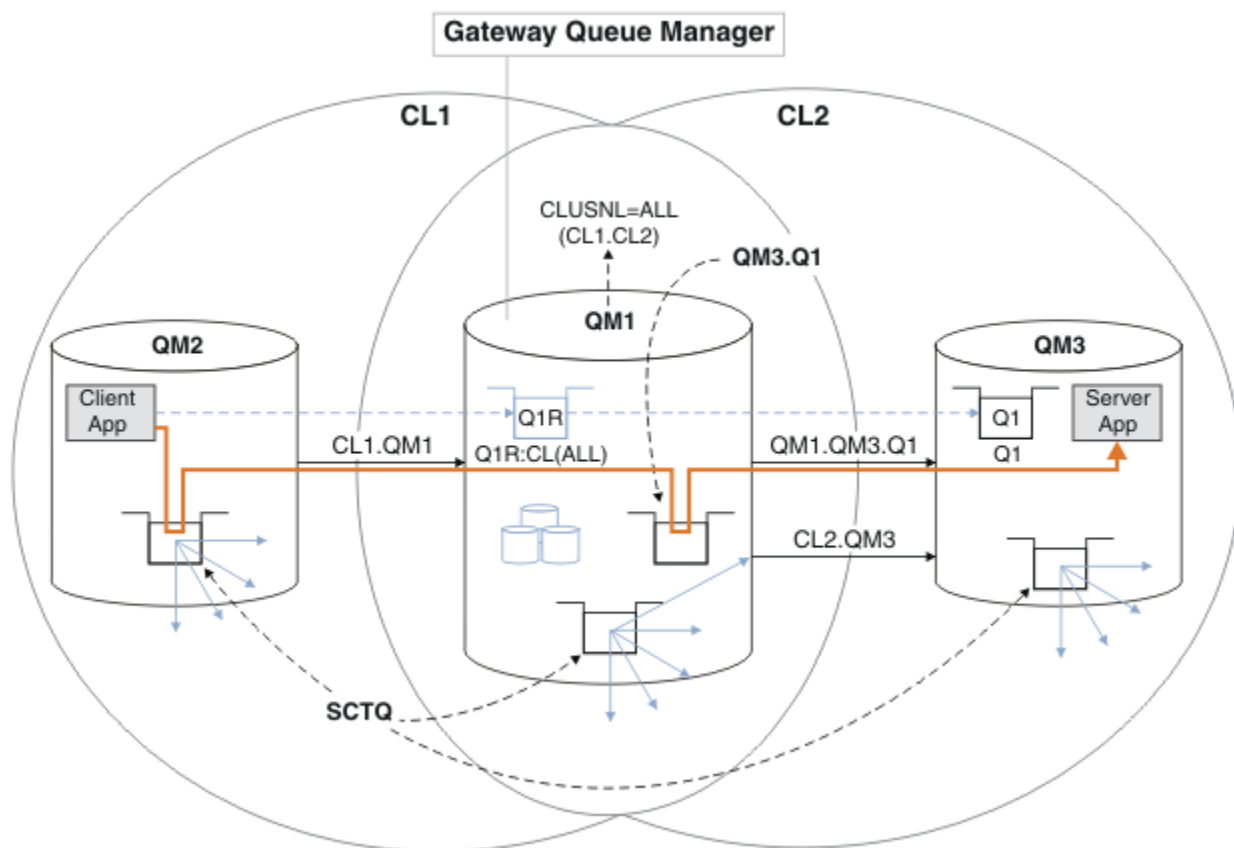 Gateway Queue Manager
CL1
CL2
CLUSNL=ALL
(CL1.CL2)
QM3.Q1
QM2
QM1
QM3
Client
App
Q1R
Q1
Server
App
CL1.QM1
Q1R:CL(ALL)
QM1.QM3.Q1
Q1
CL2.QM3
SCTQ